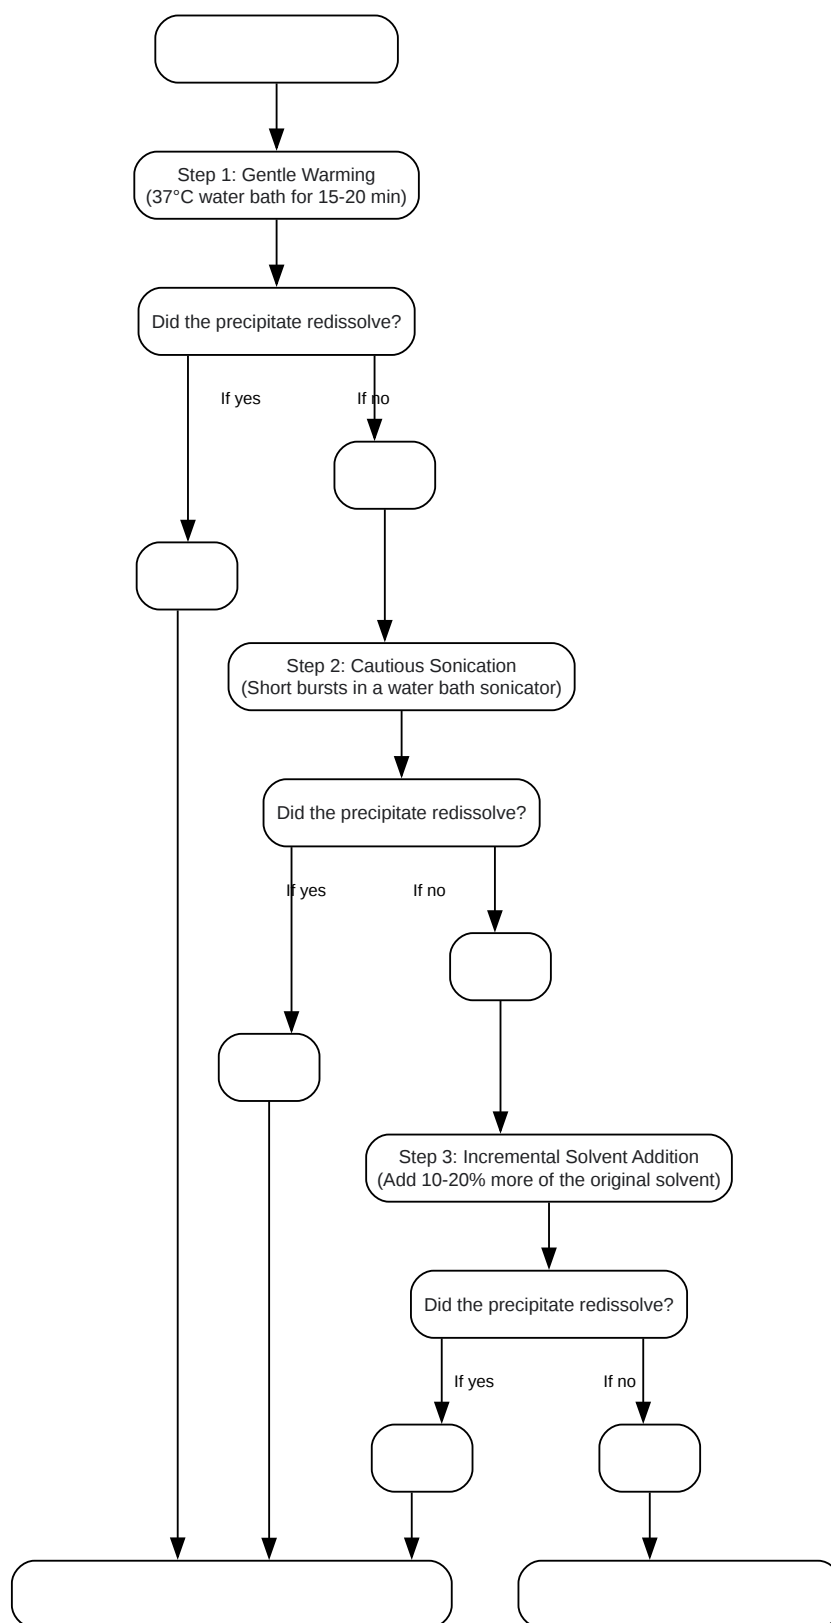 Step 1: Gentle Warming
(37°C water bath for 15-20 min)
Did the precipitate redissolve?
If yes
If no
Step 2: Cautious Sonication
(Short bursts in a water bath sonicator)
Did the precipitate redissolve?
If yes
If no
Step 3: Incremental Solvent Addition
(Add 10-20% more of the original solvent)
Did the precipitate redissolve?
If yes
If no